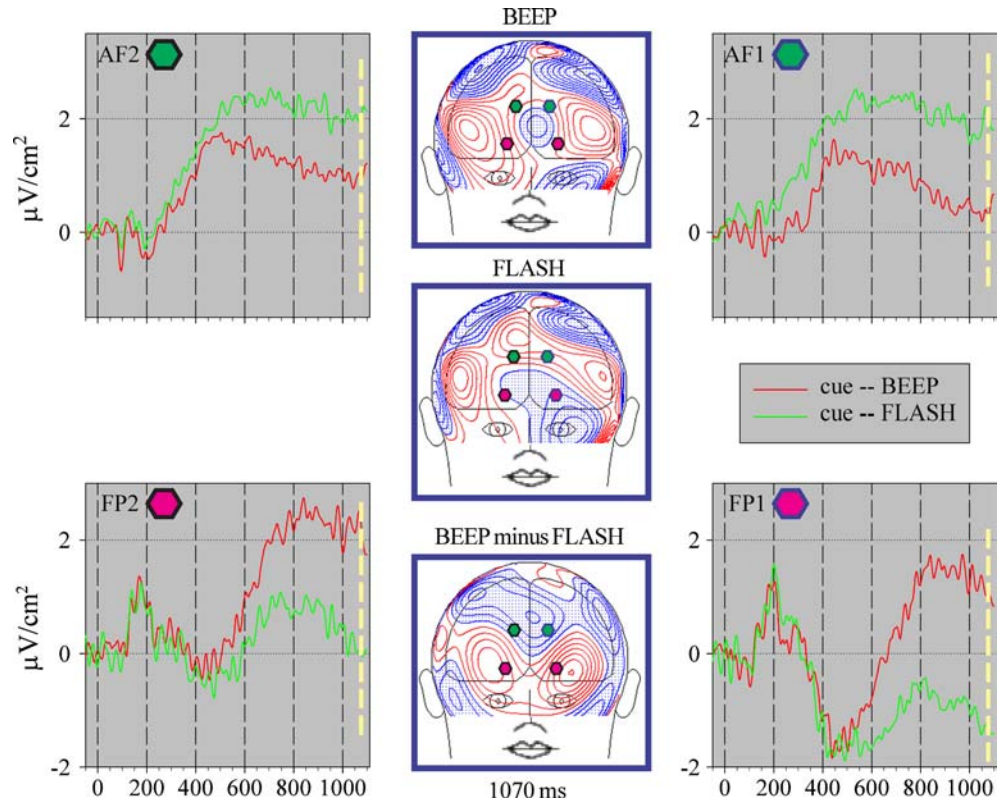 BEEP
AF2
AF1
2
0
μV/cm2
2
0
FLASH
cue -- BEEP
cue -- FLASH
FP2
FP1
2
0
-2
μV/cm2
2
0
-2
BEEP minus FLASH
0 200 400 600 800 1000
1070 ms
0 200 400 600 800 1000